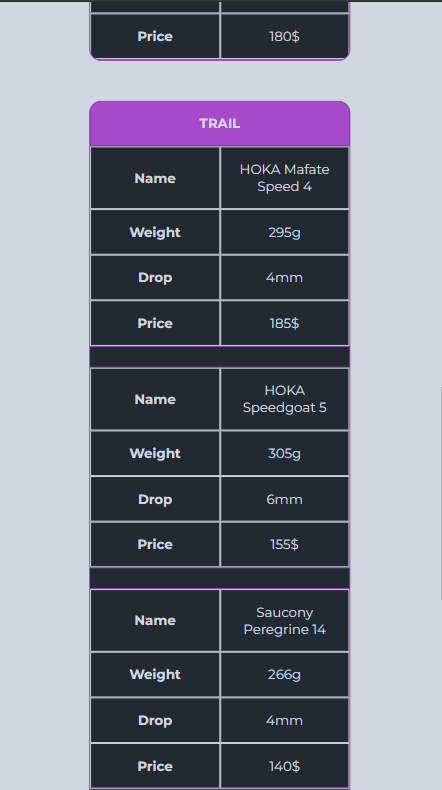 Price 180$
TRAIL
Name HOKA Mafate
Speed 4
Weight 295g
Drop 4mm
Price 185$
Name HOKA
Speedgoat 5
Weight 305g
Drop 6mm
Price 155$
Name Saucony
Peregrine 14
Weight 266g
Drop 4mm
Price 140$